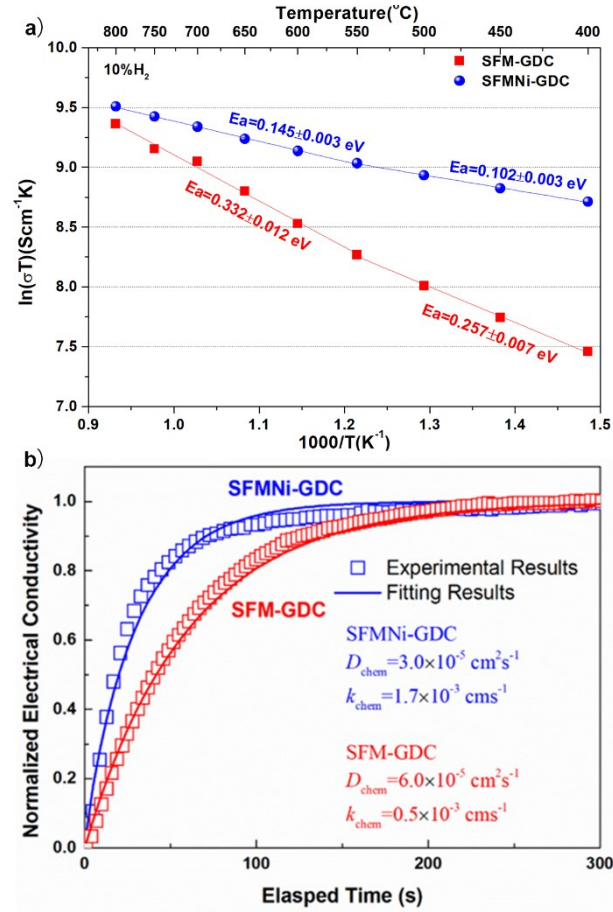 a)
Temperature(°C)
800 750 700 650 600 550 500 450 400
10.0
9.5
9.0
8.5
8.0
7.5
7.0
ln(σT)(Scm⁻¹K)
10%H₂
SFM-GDC
SFMNi-GDC
Ea=0.145±0.003 eV
Ea=0.102±0.003 eV
Ea=0.332±0.012 eV
Ea=0.257±0.007 eV
0.9 1.0 1.1 1.2 1.3 1.4 1.5
1000/T(K⁻¹)
b)
SFMNi-GDC
SFM-GDC
1.0
0.8
0.6
0.4
0.2
0.0
Normalized Electrical Conductivity
Experimental Results
Fitting Results
SFMNi-GDC
D_chem=3.0×10⁻⁵ cm²s⁻¹
k_chem=1.7×10⁻³ cms⁻¹
SFM-GDC
D_chem=6.0×10⁻⁵ cm²s⁻¹
k_chem=0.5×10⁻³ cms⁻¹
0 100 200 300
Elasped Time (s)